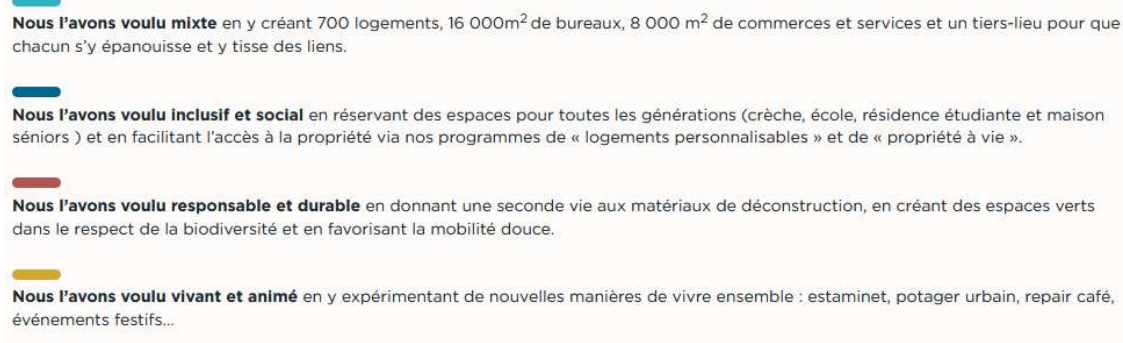 Nous l'avons voulu mixte en y créant 700 logements, 16 000m² de bureaux, 8 000 m² de commerces et services et un tiers-lieu pour que
chacun s'y épanouisse et y tisse des liens.
Nous l'avons voulu inclusif et social en réservant des espaces pour toutes les générations (crèche, école, résidence étudiante et maison
séniors ) et en facilitant l'accès à la propriété via nos programmes de « logements personnalisables » et de « propriété à vie ».
Nous l'avons voulu responsable et durable en donnant une seconde vie aux matériaux de déconstruction, en créant des espaces verts
dans le respect de la biodiversité et en favorisant la mobilité douce.
Nous l'avons voulu vivant et animé en y expérimentant de nouvelles manières de vivre ensemble : estaminet, potager urbain, repair café,
événements festifs...